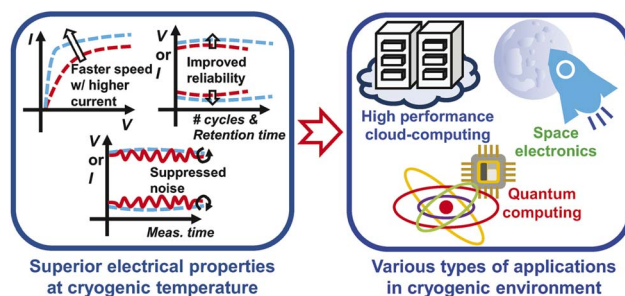 I
Faster speed
w/ higher
current
V
V
or
I
Improved
reliability
# cycles &
Retention time
V
or
I
Suppressed
noise
Meas. time
Superior electrical properties
at cryogenic temperature
High performance
cloud-computing
Space
electronics
Quantum
computing
Various types of applications
in cryogenic environment